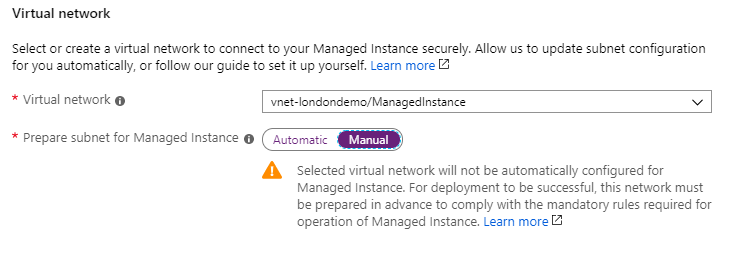 Virtual network
Select or create a virtual network to connect to your Managed Instance securely. Allow us to update subnet configuration
for you automatically, or follow our guide to set it up yourself. Learn more
* Virtual network
vnet-londondemo/ManagedInstance
* Prepare subnet for Managed Instance
Automatic Manual
Selected virtual network will not be automatically configured for
Managed Instance. For deployment to be successful, this network must
be prepared in advance to comply with the mandatory rules required for
operation of Managed Instance. Learn more